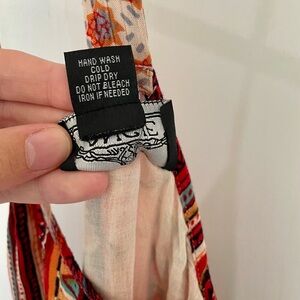 HAND WASH
COLD
DRIP DRY
DO NOT BLEACH
IRON IF NEEDED